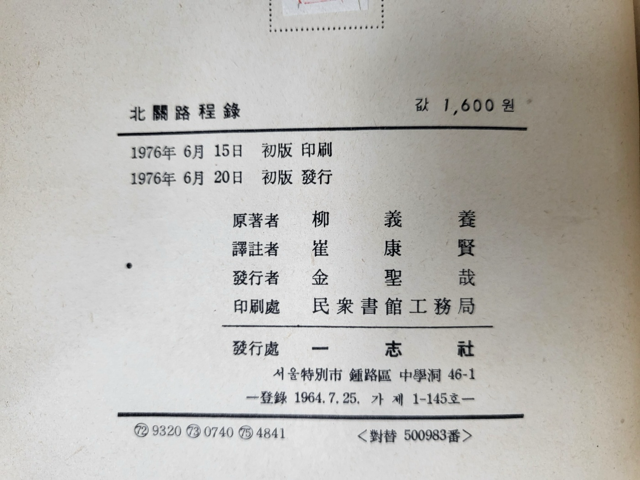 北關路程錄 값 1,600원
1976年 6月 15日 初版 印刷
1976年 6月 20日 初版 發行
原著者 柳義養
譯註者 崔康賢
發行者 金聖哉
印刷處 民衆書館工務局
發行處 一志社
서울特別市 鍾路區 中學洞 46-1
—登錄 1964.7.25. 가 제 1-145호—
㉒ 9320 ㉓ 0740 ㉕ 4841 <對替 500983番>